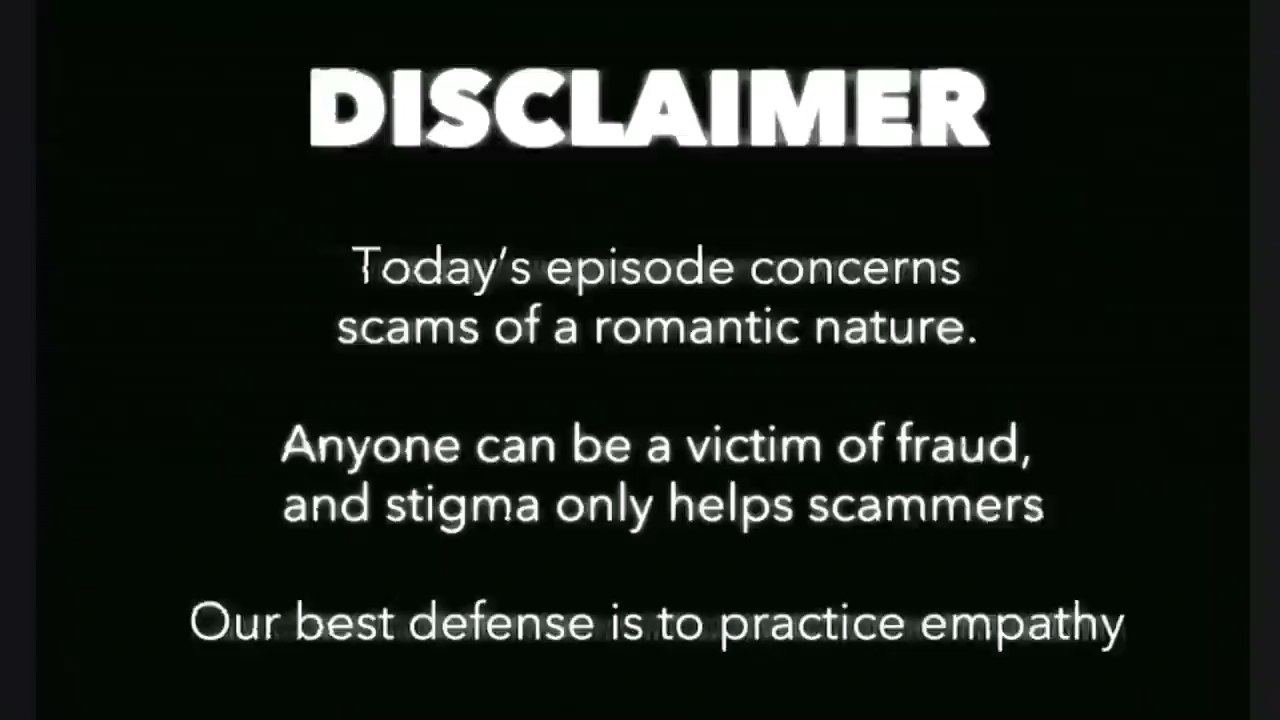 DISCLAIMER
Today’s episode concerns
scams of a romantic nature.
Anyone can be a victim of fraud,
and stigma only helps scammers
Our best defense is to practice empathy